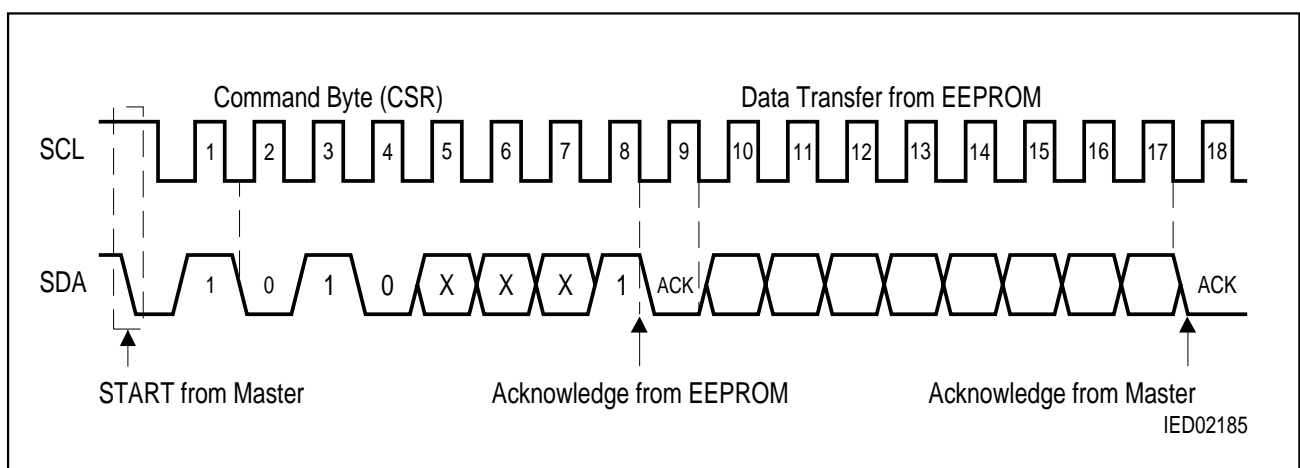 Command Byte (CSR) Data Transfer from EEPROM
SCL 1 2 3 4 5 6 7 8 9 10 11 12 13 14 15 16 17 18
SDA 1 0 1 0 X X X 1 ACK ACK
START from Master Acknowledge from EEPROM Acknowledge from Master
IED02185